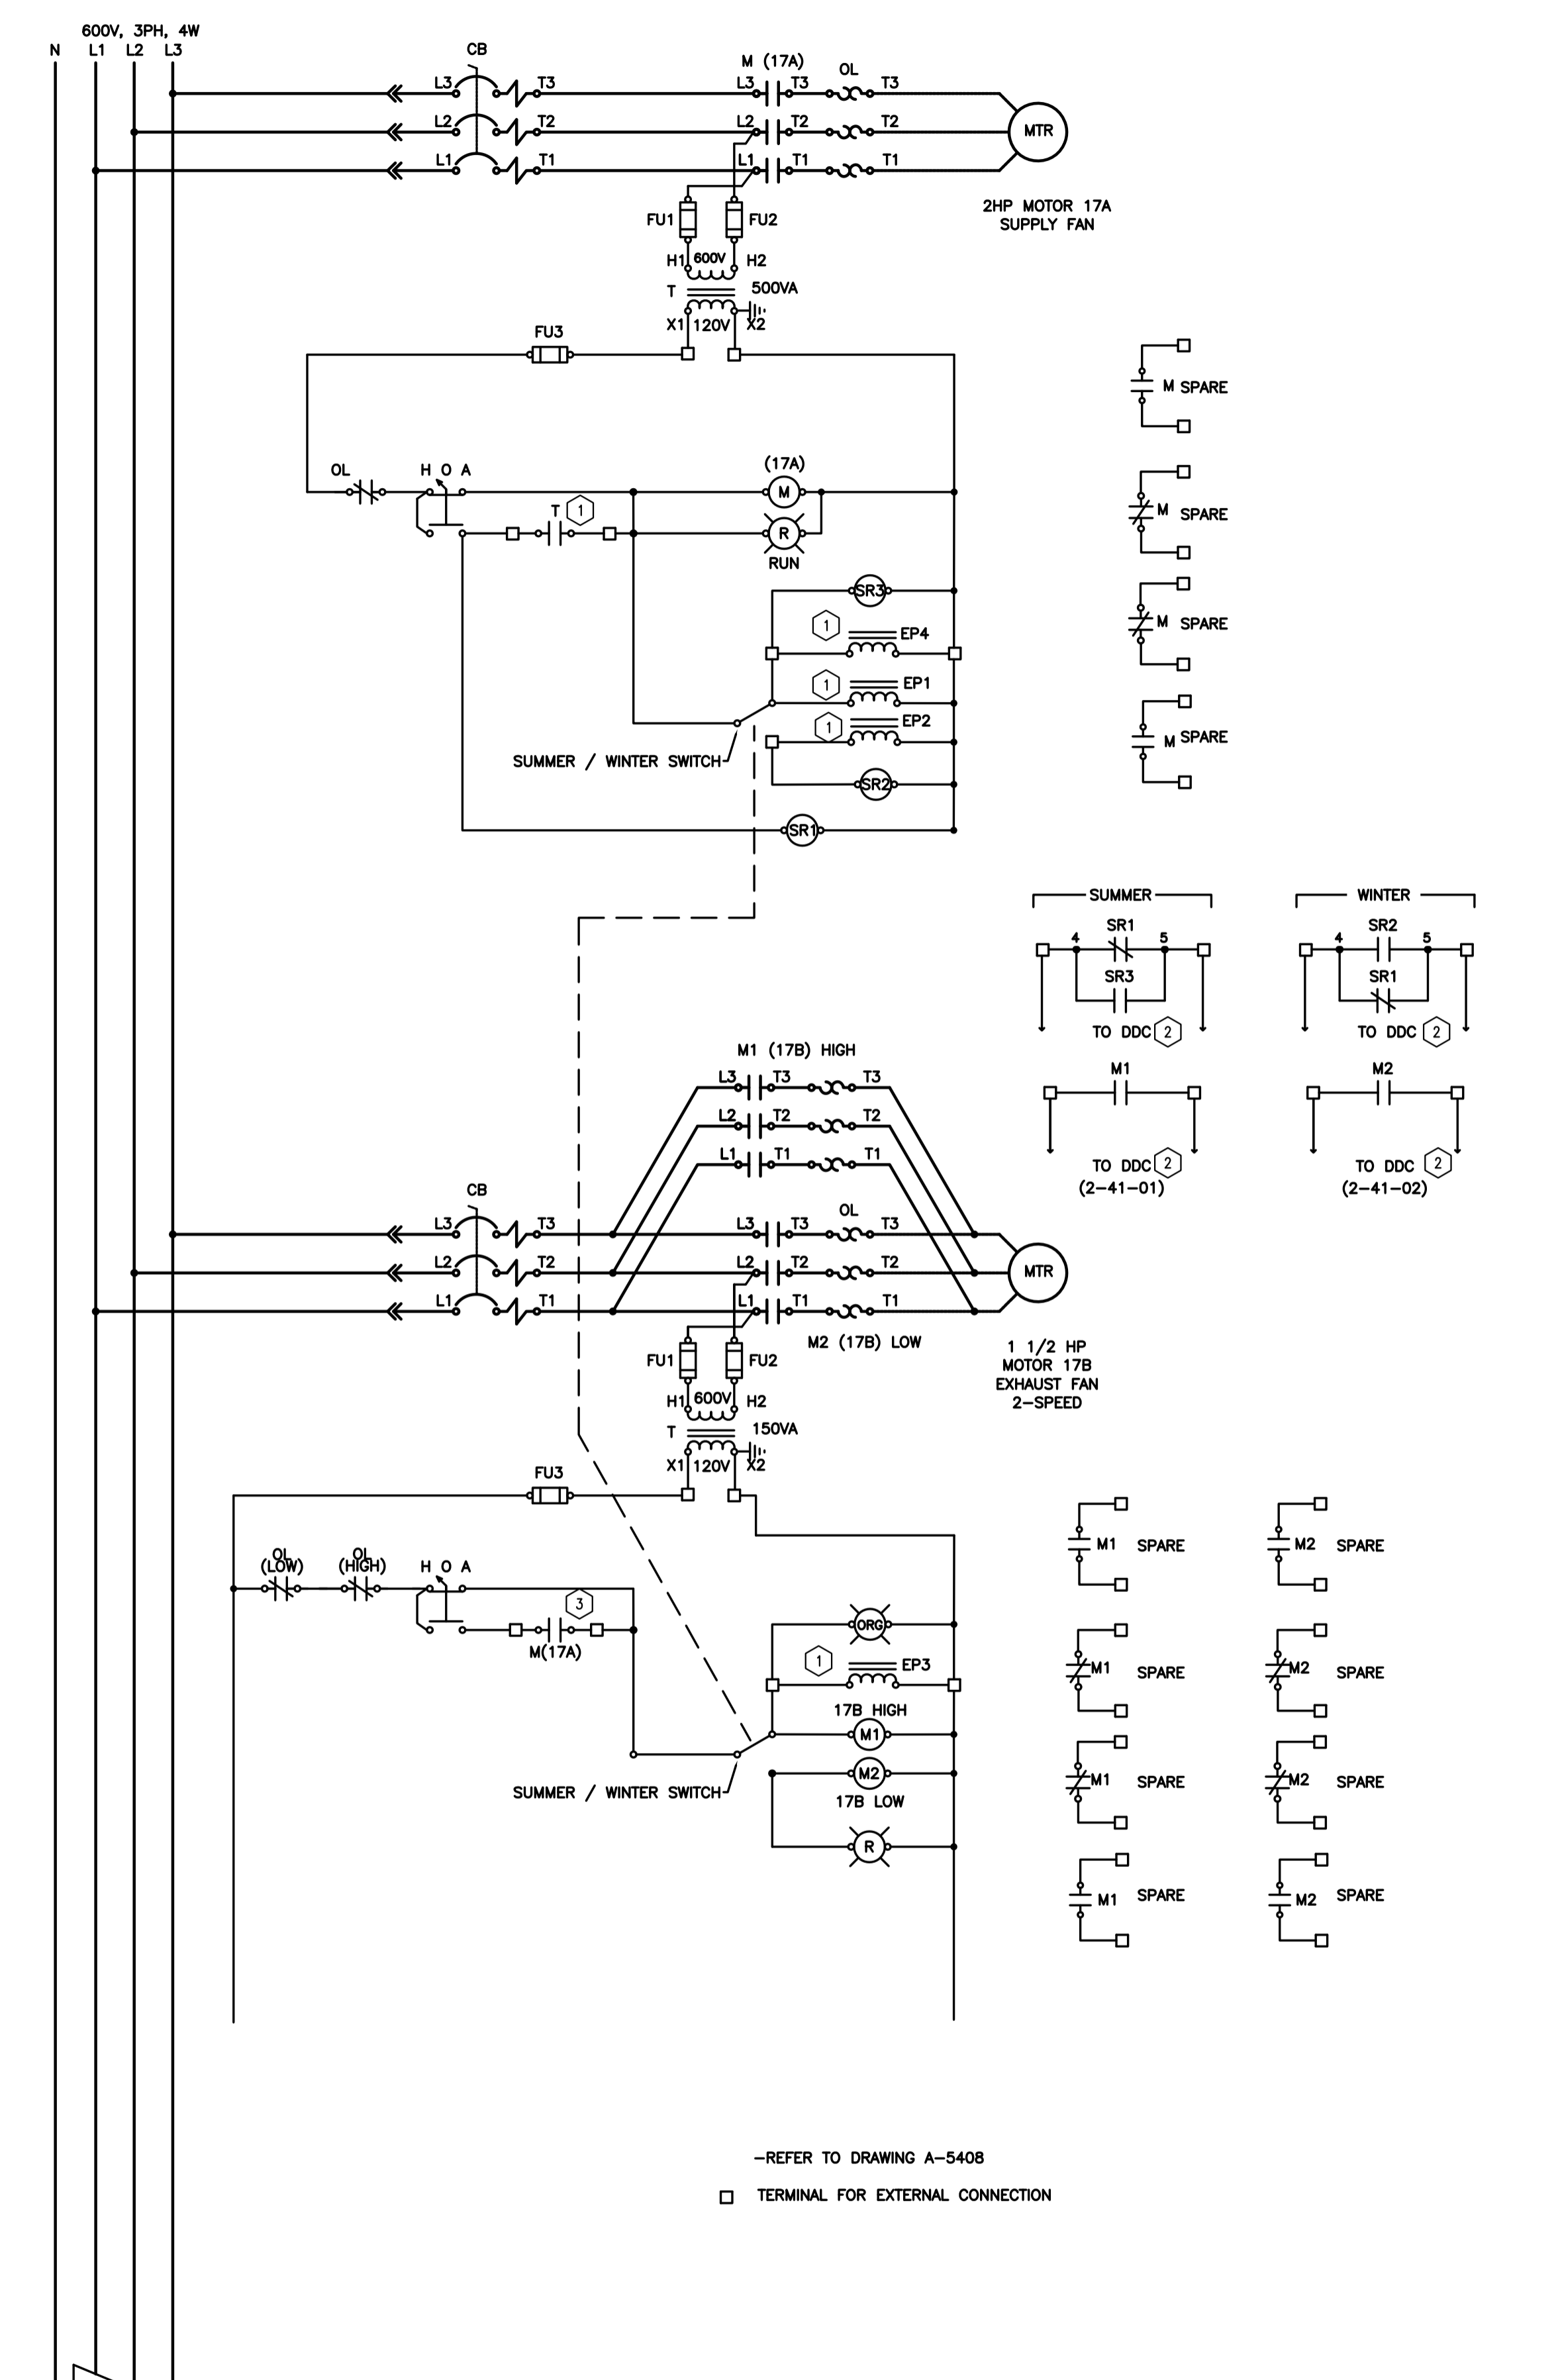 600V, 3PH, 4W
N L1 L2 L3
CB
M (17A)
OL
L3 T3 L3 T3 T3
L2 T2 L2 T2 T2
MTR
L1 T1 L1 T1 T1
2HP MOTOR 17A
SUPPLY FAN
FU1 FU2
H1 600V H2
T 500VA
X1 120V X2
FU3
M SPARE
OL H O A
(17A)
M
T 1
R
RUN
M SPARE
SR3
1 EP4
M SPARE
1 EP1
1 EP2
SUMMER / WINTER SWITCH
M SPARE
SR2
SR1
SUMMER
SR1
4 5
SR3
TO DDC 2
WINTER
SR2
4 5
SR1
TO DDC 2
M1
TO DDC 2
(2-41-01)
M2
TO DDC 2
(2-41-02)
M1 (17B) HIGH
L3 T3 T3
L2 T2 T2
L1 T1 T1
CB
OL
L3 T3 L3 T3 T3
L2 T2 L2 T2 T2
MTR
L1 T1 L1 T1 T1
M2 (17B) LOW
1 1/2 HP
MOTOR 17B
EXHAUST FAN
2-SPEED
FU1 FU2
H1 600V H2
T 150VA
X1 120V X2
FU3
OL
(LOW)
OL
(HIGH)
H O A
3
M(17A)
ORG
1 EP3
17B HIGH
M1
M2
17B LOW
SUMMER / WINTER SWITCH
R
M1 SPARE M2 SPARE
M1 SPARE M2 SPARE
M1 SPARE M2 SPARE
M1 SPARE M2 SPARE
-REFER TO DRAWING A-5408
TERMINAL FOR EXTERNAL CONNECTION